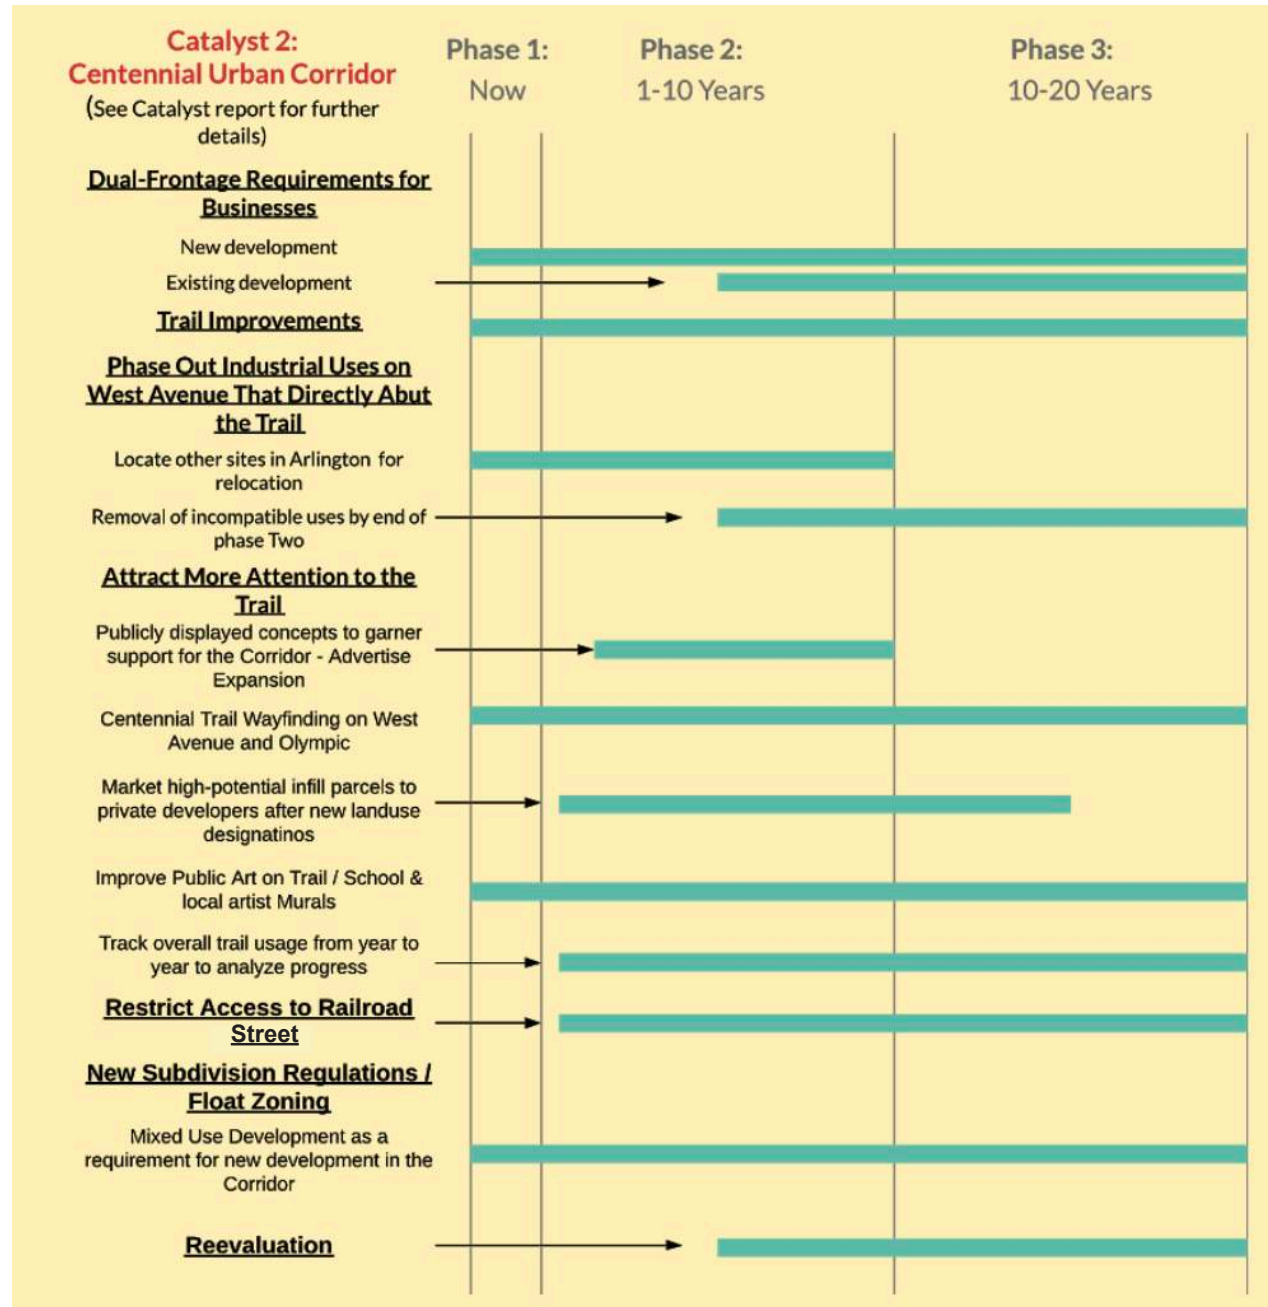 Catalyst 2:
Centennial Urban Corridor
(See Catalyst report for further
details)
Phase 1:
Now
Phase 2:
1-10 Years
Phase 3:
10-20 Years
Dual-Frontage Requirements for
Businesses
New development
Existing development
Trail Improvements
Phase Out Industrial Uses on
West Avenue That Directly Abut
the Trail
Locate other sites in Arlington for
relocation
Removal of incompatible uses by end of
phase Two
Attract More Attention to the
Trail
Publicly displayed concepts to garner
support for the Corridor - Advertise
Expansion
Centennial Trail Wayfinding on West
Avenue and Olympic
Market high-potential infill parcels to
private developers after new landuse
designatinos
Improve Public Art on Trail / School &
local artist Murals
Track overall trail usage from year to
year to analyze progress
Restrict Access to Railroad
Street
New Subdivision Regulations /
Float Zoning
Mixed Use Development as a
requirement for new development in the
Corridor
Reevaluation